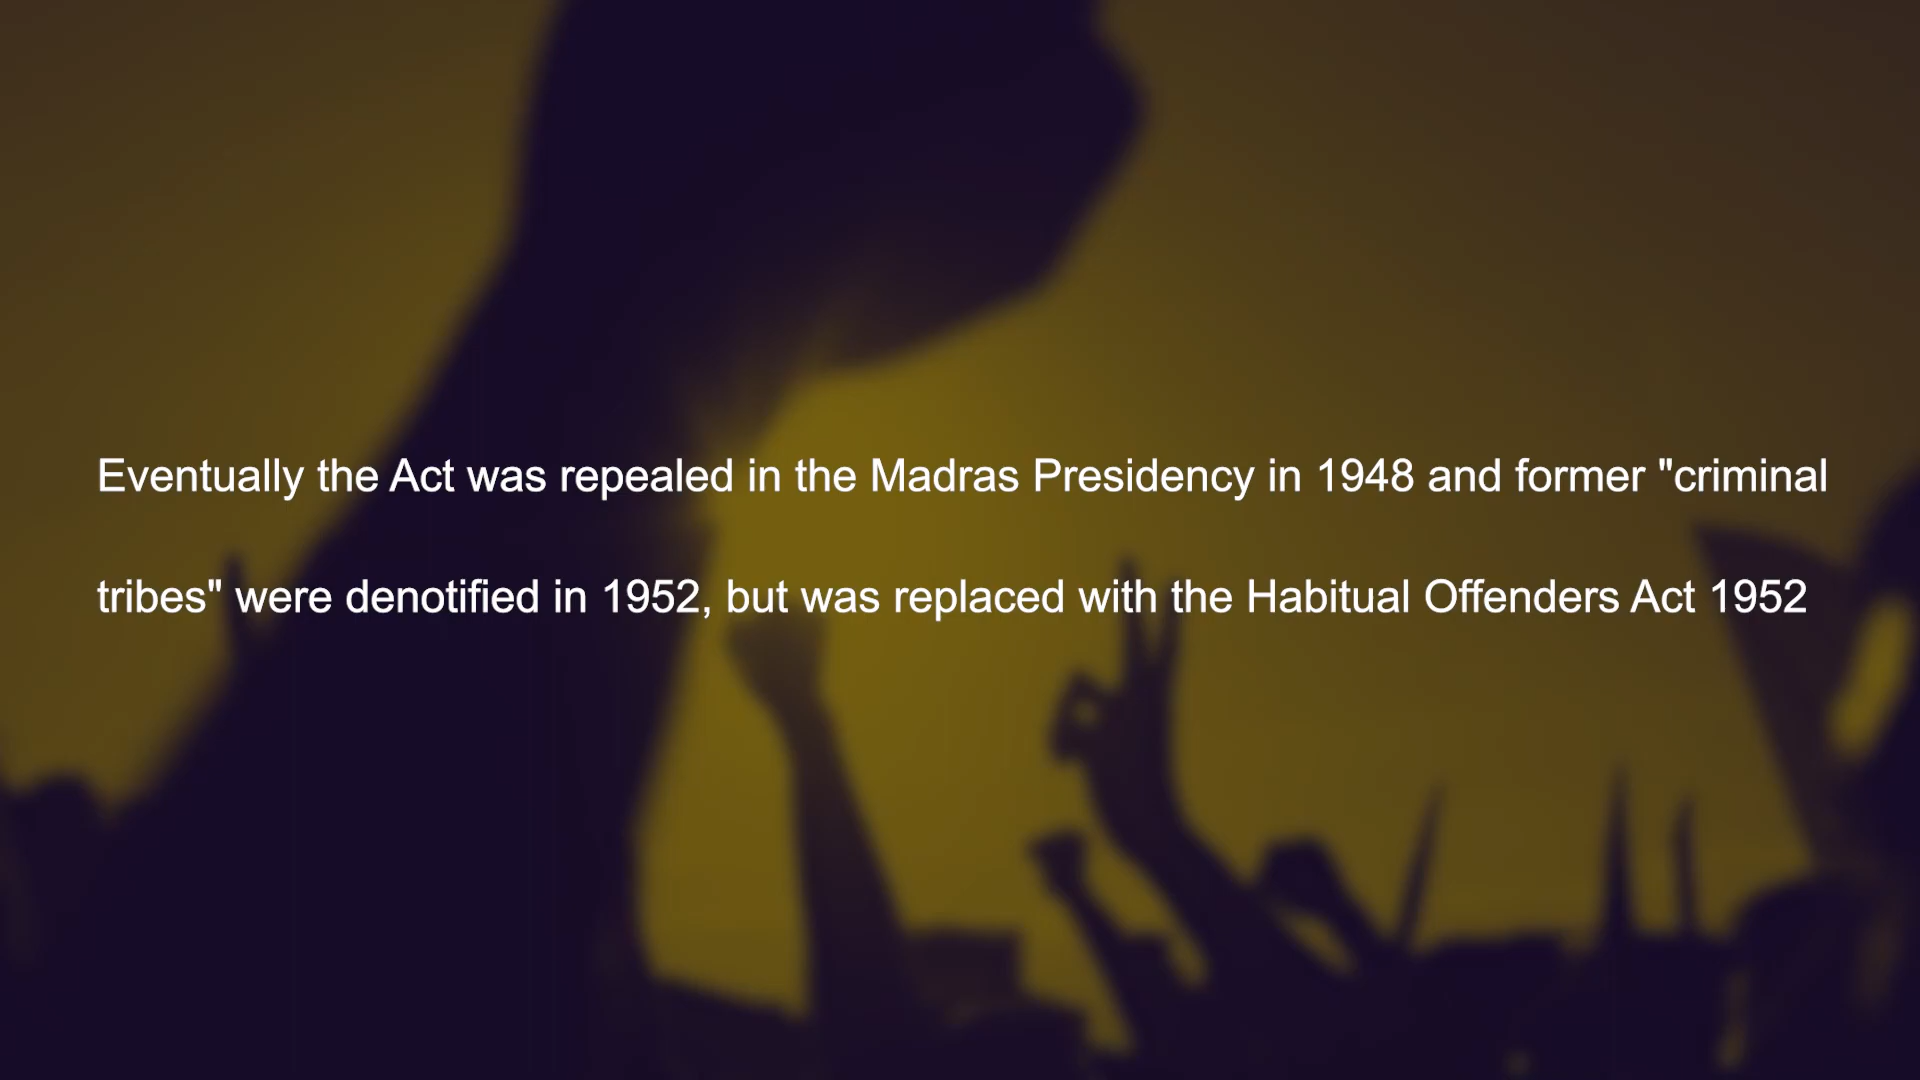 Eventually the Act was repealed in the Madras Presidency in 1948 and former "criminal
tribes" were denotified in 1952, but was replaced with the Habitual Offenders Act 1952